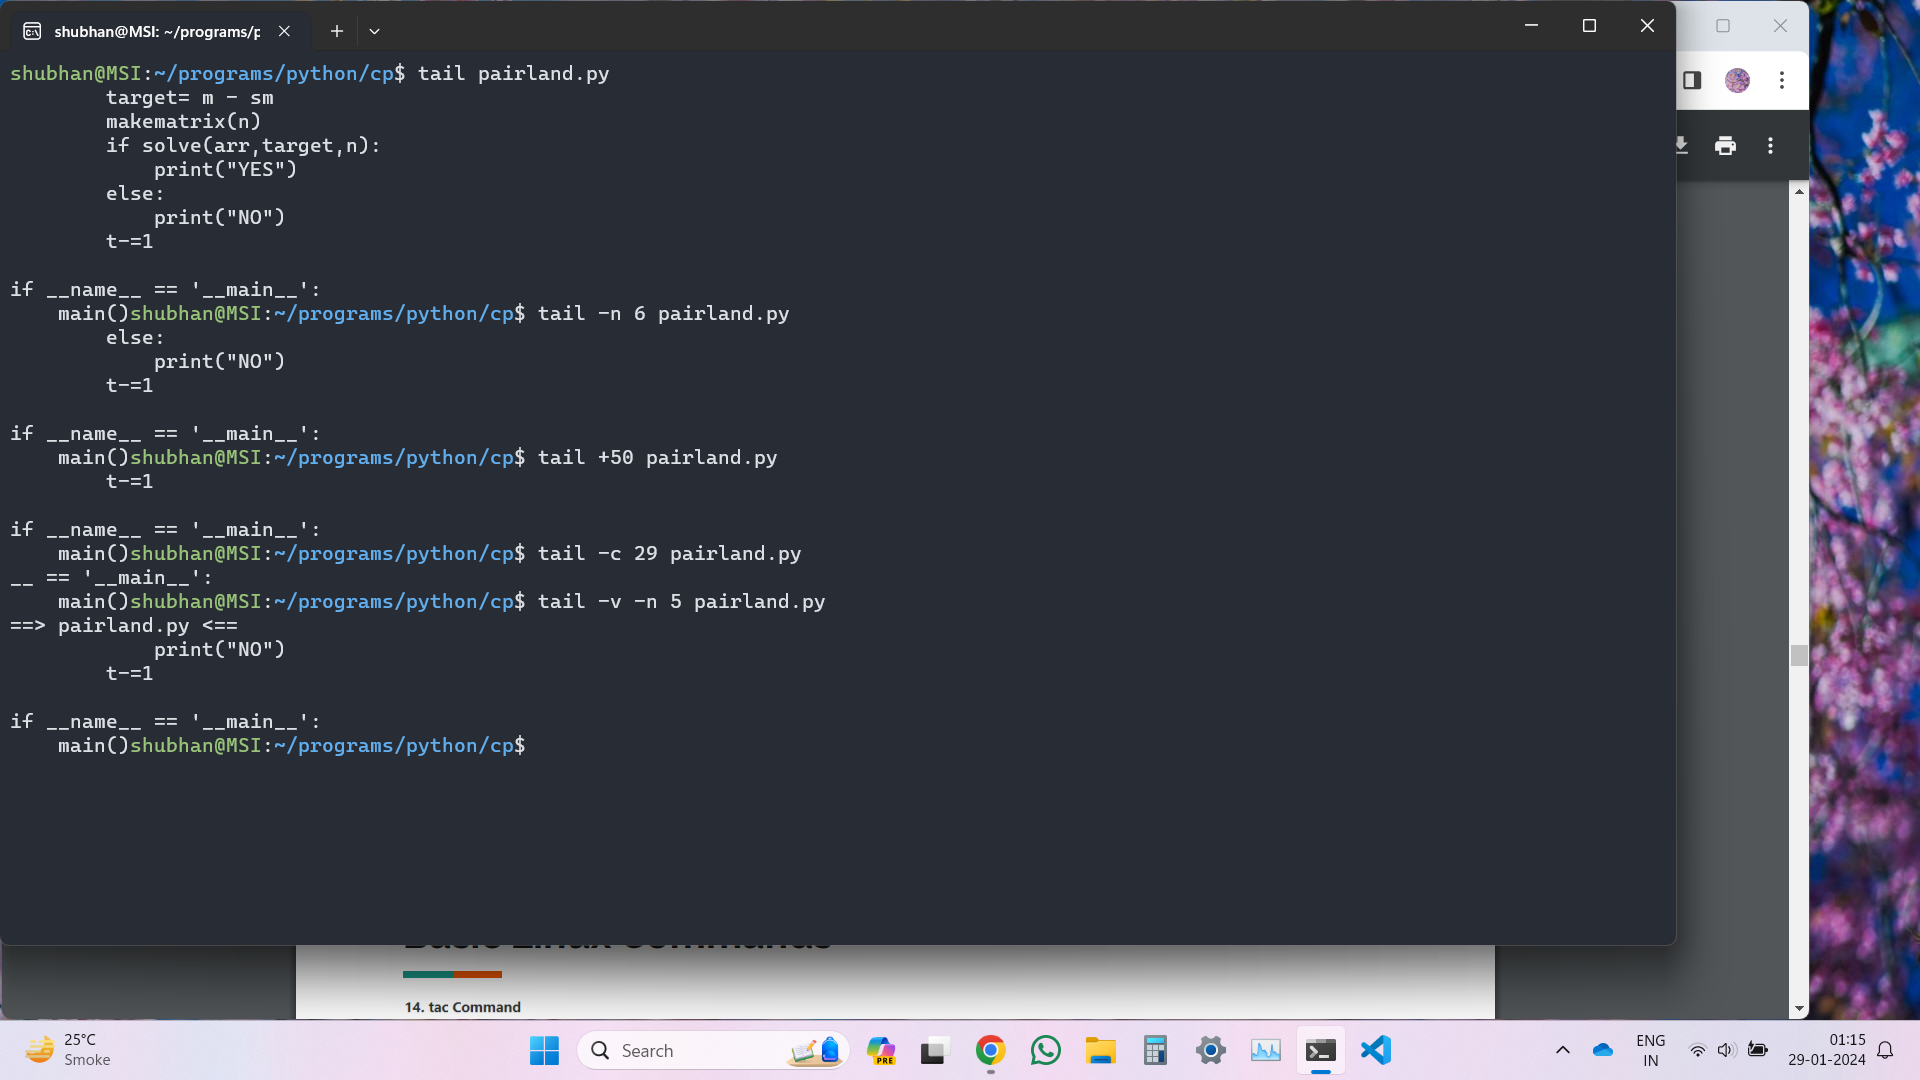 shubhan@MSI: ~/programs/p
shubhan@MSI:~/programs/python/cp$ tail pairland.py
        target= m - sm
        makematrix(n)
        if solve(arr,target,n):
            print("YES")
        else:
            print("NO")
        t-=1

if __name__ == '__main__':
    main()shubhan@MSI:~/programs/python/cp$ tail -n 6 pairland.py
        else:
            print("NO")
        t-=1

if __name__ == '__main__':
    main()shubhan@MSI:~/programs/python/cp$ tail +50 pairland.py
        t-=1

if __name__ == '__main__':
    main()shubhan@MSI:~/programs/python/cp$ tail -c 29 pairland.py
__ == '__main__':
    main()shubhan@MSI:~/programs/python/cp$ tail -v -n 5 pairland.py
==> pairland.py <==
            print("NO")
        t-=1

if __name__ == '__main__':
    main()shubhan@MSI:~/programs/python/cp$
Basic Linux Commands
14. tac Command
25°C
Smoke
Search
PRE
ENG
IN
01:15
29-01-2024